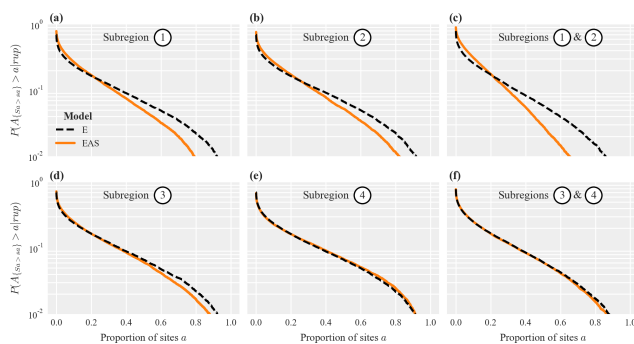 (a)
(b)
(c)
Subregion 1
Subregion 2
Subregions 1 & 2
10^0
10^-1
10^-2
P(A_{Sa > sa} > a|rup)
Model
E
EAS
(d)
(e)
(f)
Subregion 3
Subregion 4
Subregions 3 & 4
10^0
10^-1
10^-2
P(A_{Sa > sa} > a|rup)
0.0 0.2 0.4 0.6 0.8 1.0
0.0 0.2 0.4 0.6 0.8 1.0
0.0 0.2 0.4 0.6 0.8 1.0
Proportion of sites a
Proportion of sites a
Proportion of sites a